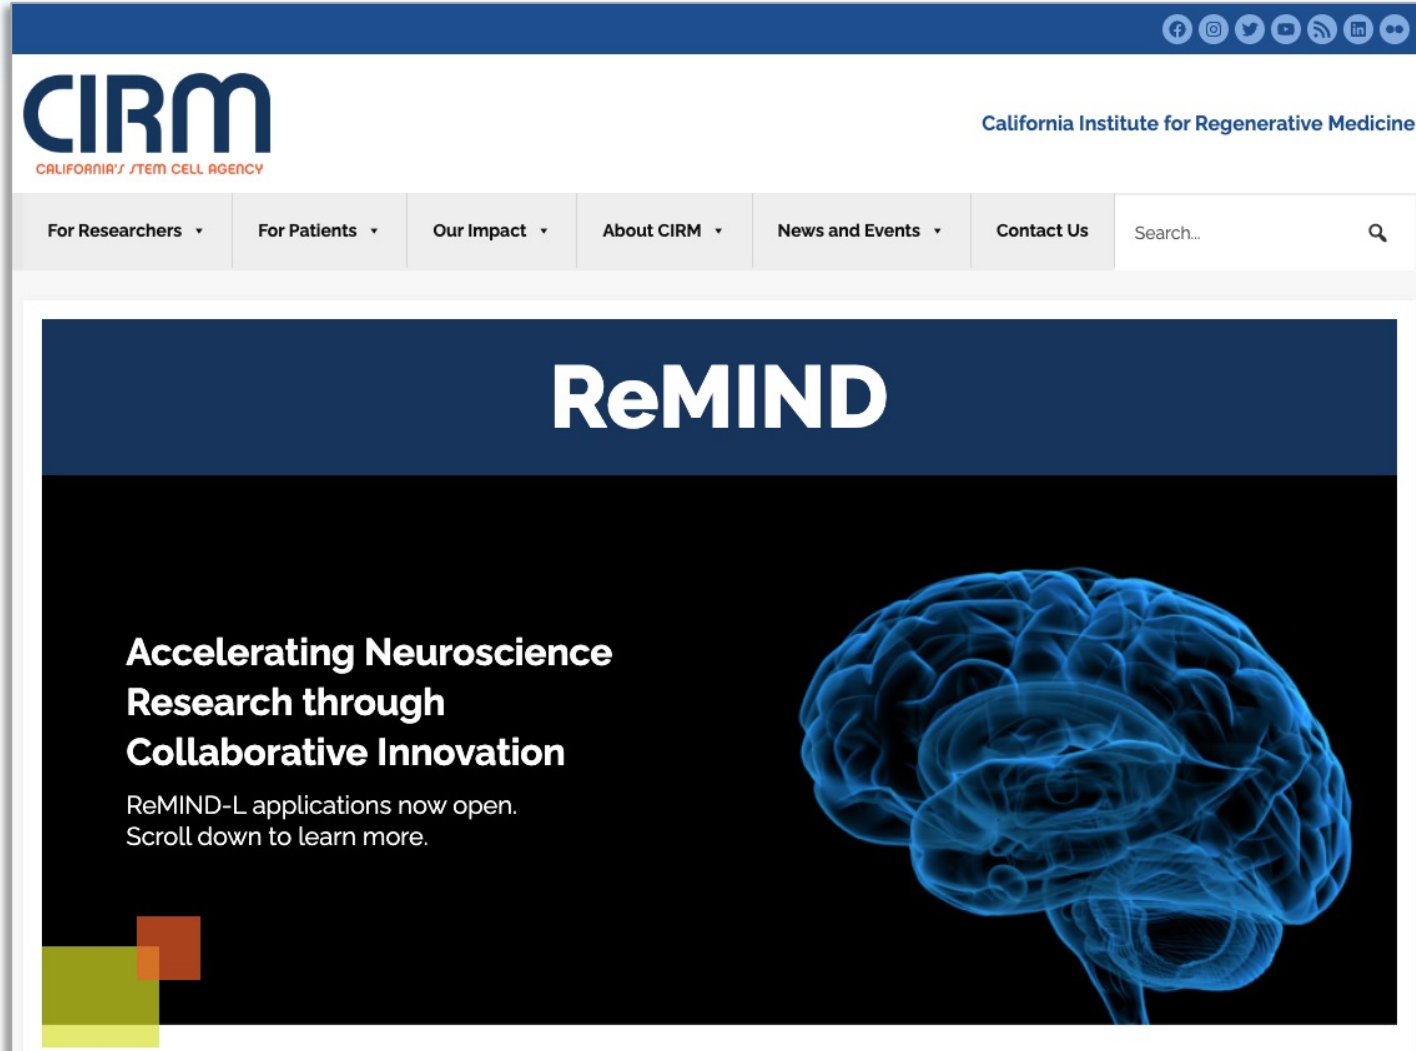 CIRM
CALIFORNIA'S STEM CELL AGENCY
California Institute for Regenerative Medicine
For Researchers
For Patients
Our Impact
About CIRM
News and Events
Contact Us
Search...
ReMIND
Accelerating Neuroscience
Research through
Collaborative Innovation
ReMIND-L applications now open.
Scroll down to learn more.